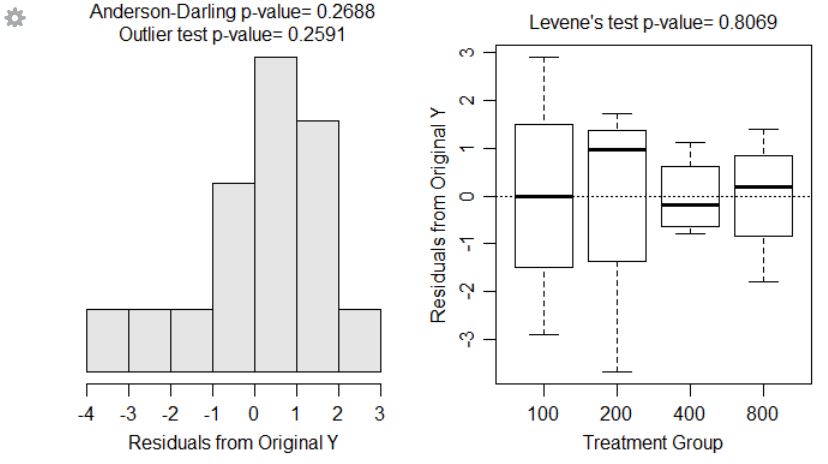 Anderson-Darling p-value= 0.2688
Outlier test p-value= 0.2591
-4 -3 -2 -1 0 1 2 3
Residuals from Original Y
Levene's test p-value= 0.8069
Residuals from Original Y
3
2
1
0
-1
-2
-3
100 200 400 800
Treatment Group